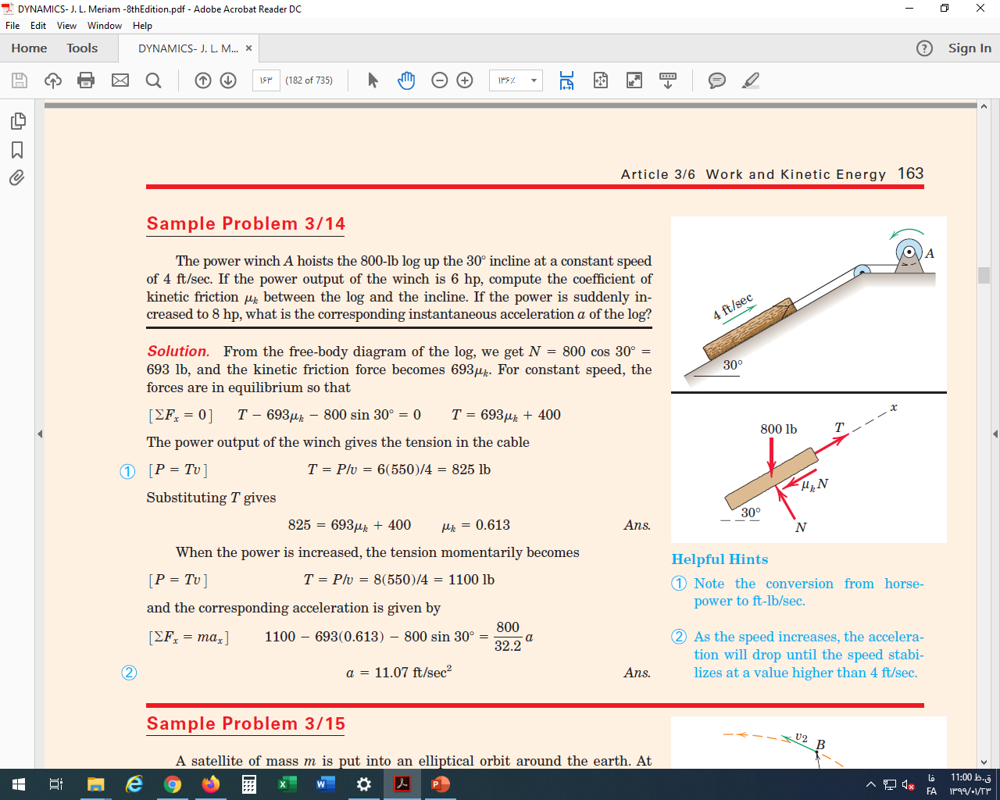 DYNAMICS- J. L. Meriam -8thEdition.pdf - Adobe Acrobat Reader DC
File Edit View Window Help
Home Tools DYNAMICS- J. L. M... × ? Sign In
۱۶۳ (182 of 735) ۱۳۶٪
Article 3/6 Work and Kinetic Energy 163
Sample Problem 3/14
The power winch A hoists the 800-lb log up the 30° incline at a constant speed
of 4 ft/sec. If the power output of the winch is 6 hp, compute the coefficient of
kinetic friction μk between the log and the incline. If the power is suddenly in-
creased to 8 hp, what is the corresponding instantaneous acceleration a of the log?
Solution. From the free-body diagram of the log, we get N = 800 cos 30° =
693 lb, and the kinetic friction force becomes 693μk. For constant speed, the
forces are in equilibrium so that
[ΣFx = 0] T − 693μk − 800 sin 30° = 0 T = 693μk + 400
The power output of the winch gives the tension in the cable
① [P = Tv] T = P/v = 6(550)/4 = 825 lb
Substituting T gives
825 = 693μk + 400 μk = 0.613 Ans.
When the power is increased, the tension momentarily becomes
[P = Tv] T = P/v = 8(550)/4 = 1100 lb
and the corresponding acceleration is given by
[ΣFx = max] 1100 − 693(0.613) − 800 sin 30° = 800/32.2 a
② a = 11.07 ft/sec² Ans.
A
4 ft/sec
30°
x
800 lb T
μkN
30°
N
Helpful Hints
① Note the conversion from horse-
power to ft-lb/sec.
② As the speed increases, the accelera-
tion will drop until the speed stabi-
lizes at a value higher than 4 ft/sec.
Sample Problem 3/15
A satellite of mass m is put into an elliptical orbit around the earth. At
v2 B
فا 11:00 ق.ظ
FA ۱۳۹۹/۰۱/۲۳